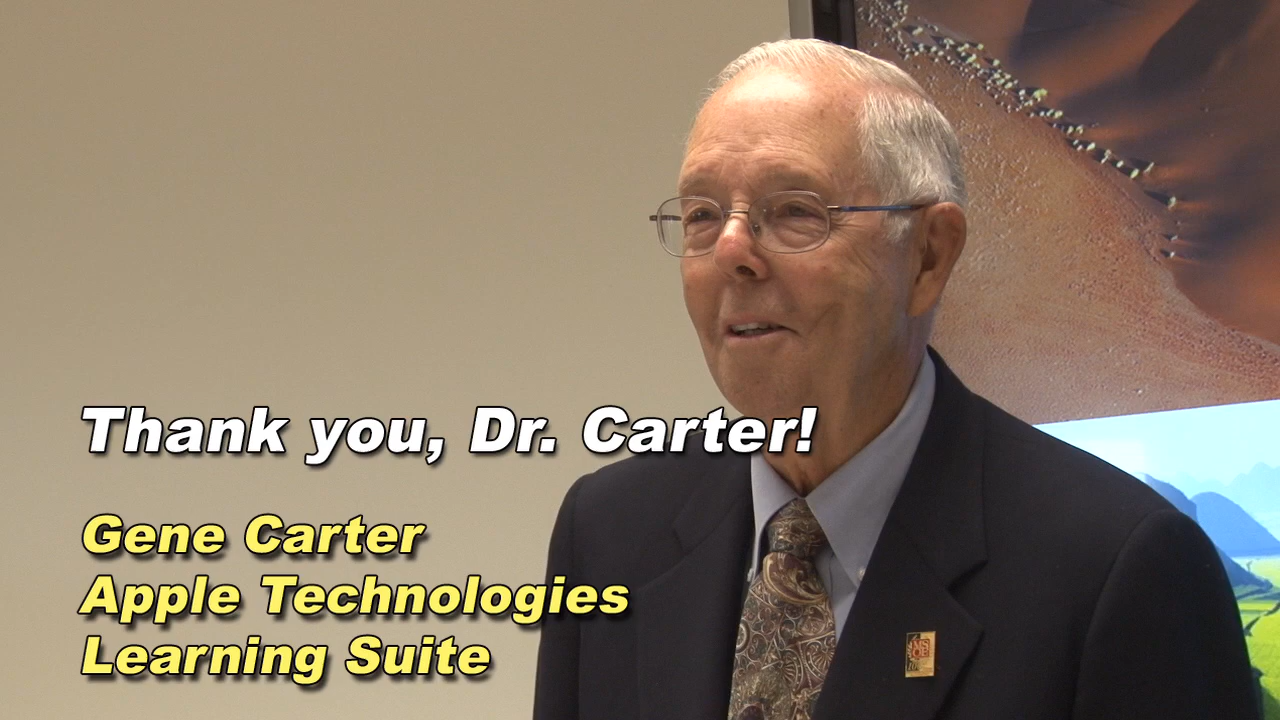 Thank you, Dr. Carter!
Gene Carter
Apple Technologies
Learning Suite